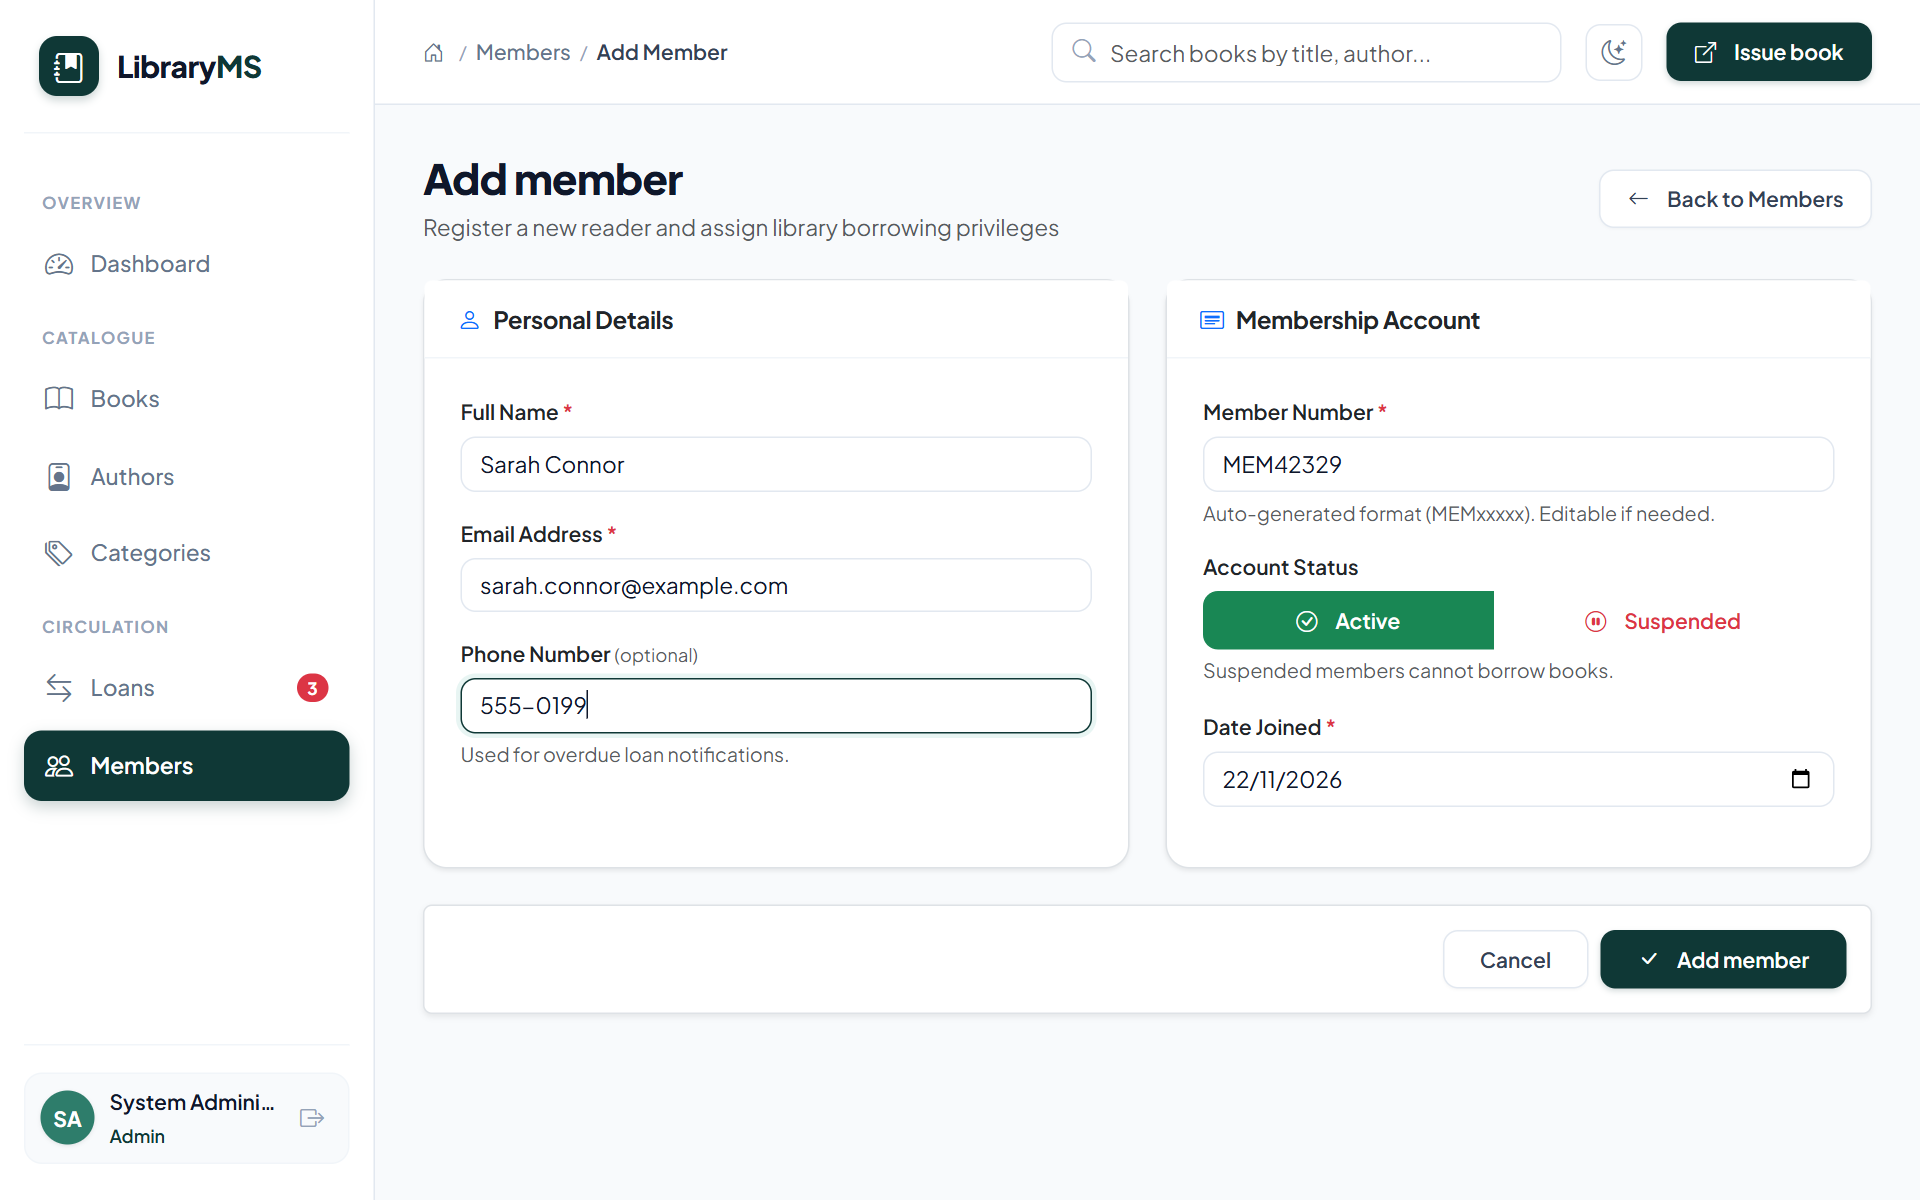 LibraryMS
OVERVIEW
Dashboard
CATALOGUE
Books
Authors
Categories
CIRCULATION
Loans 3
Members
SA System Admini...
Admin
/ Members / Add Member
Search books by title, author...
Issue book
Add member
Register a new reader and assign library borrowing privileges
Back to Members
Personal Details
Full Name *
Sarah Connor
Email Address *
sarah.connor@example.com
Phone Number (optional)
555-0199
Used for overdue loan notifications.
Membership Account
Member Number *
MEM42329
Auto-generated format (MEMxxxxx). Editable if needed.
Account Status
Active Suspended
Suspended members cannot borrow books.
Date Joined *
22/11/2026
Cancel Add member